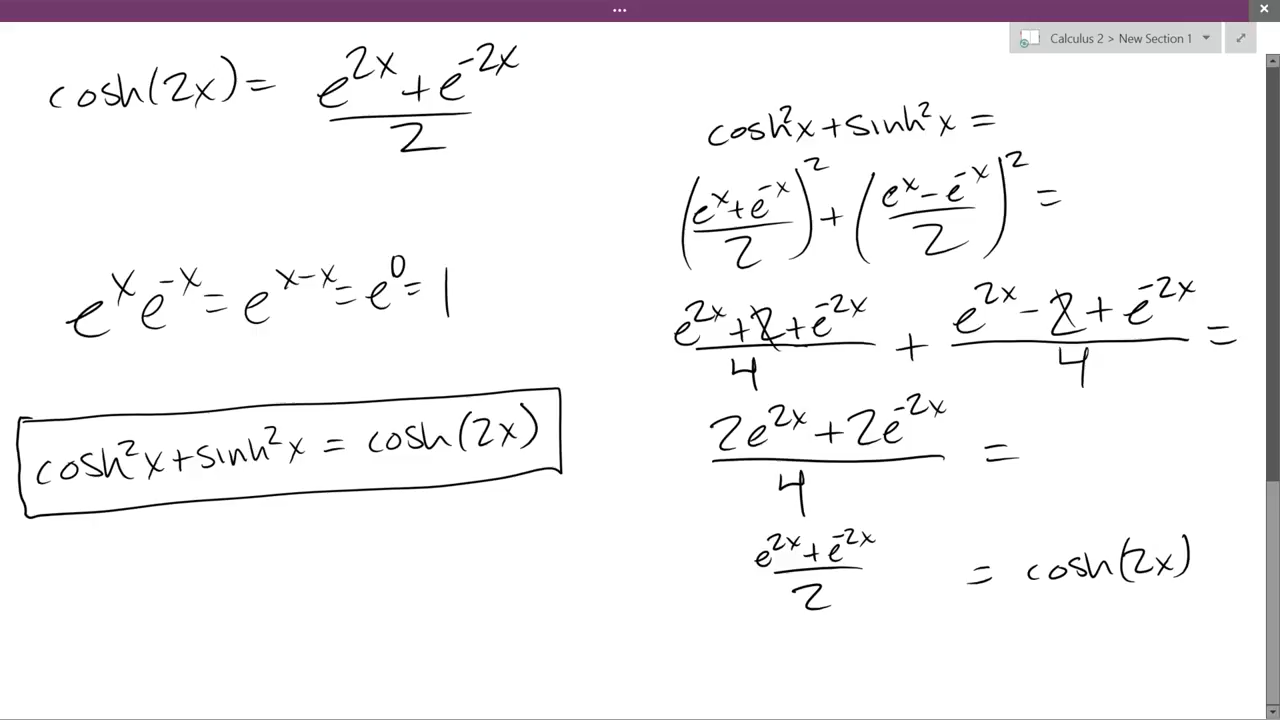 ...
Calculus 2 > New Section 1
cosh(2x) = (e^{2x} + e^{-2x})/2
e^x e^{-x} = e^{x-x} = e^0 = 1
cosh²x + sinh²x = cosh(2x)
cosh²x + sinh²x =
((e^x + e^{-x})/2)² + ((e^x - e^{-x})/2)² =
(e^{2x} + 2 + e^{-2x})/4 + (e^{2x} - 2 + e^{-2x})/4 =
(2e^{2x} + 2e^{-2x})/4 =
(e^{2x} + e^{-2x})/2 = cosh(2x)